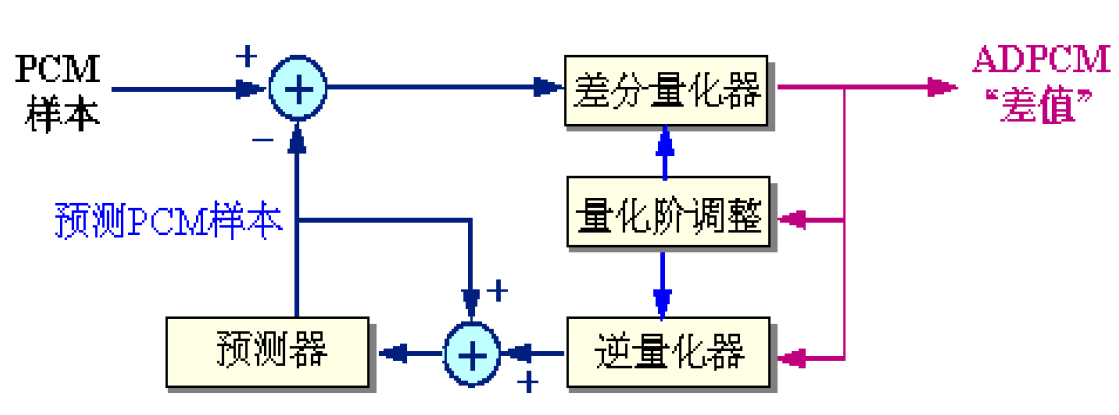 PCM
样本
+
+
−
差分量化器
ADPCM
“差值”
量化阶调整
预测PCM样本
+
预测器
+
逆量化器
+